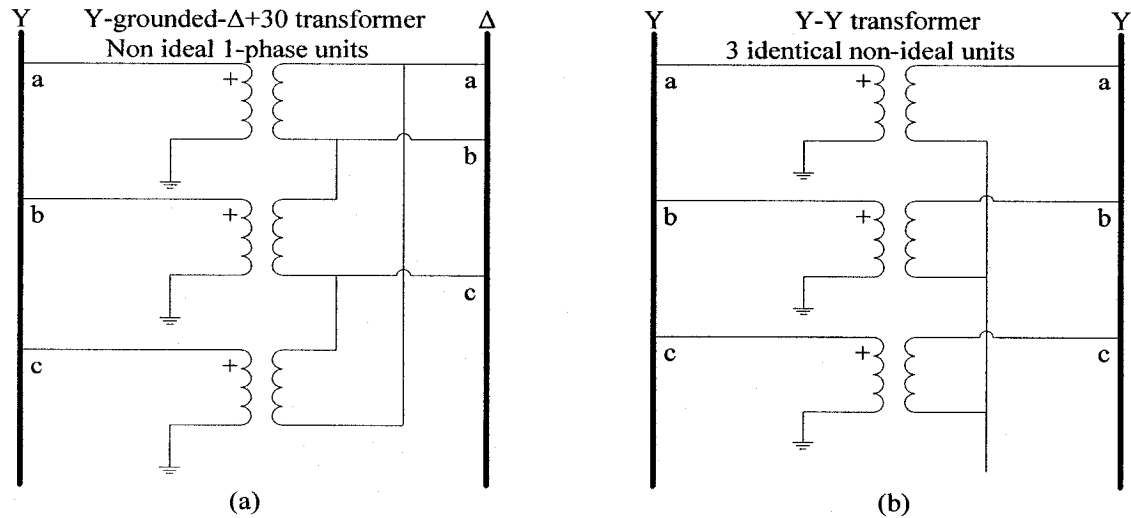 Y Y-grounded-Δ+30 transformer Δ
Non ideal 1-phase units
a + a
b
b +
c
c +
(a)
Y Y-Y transformer Y
3 identical non-ideal units
a + a
b + b
c + c
(b)